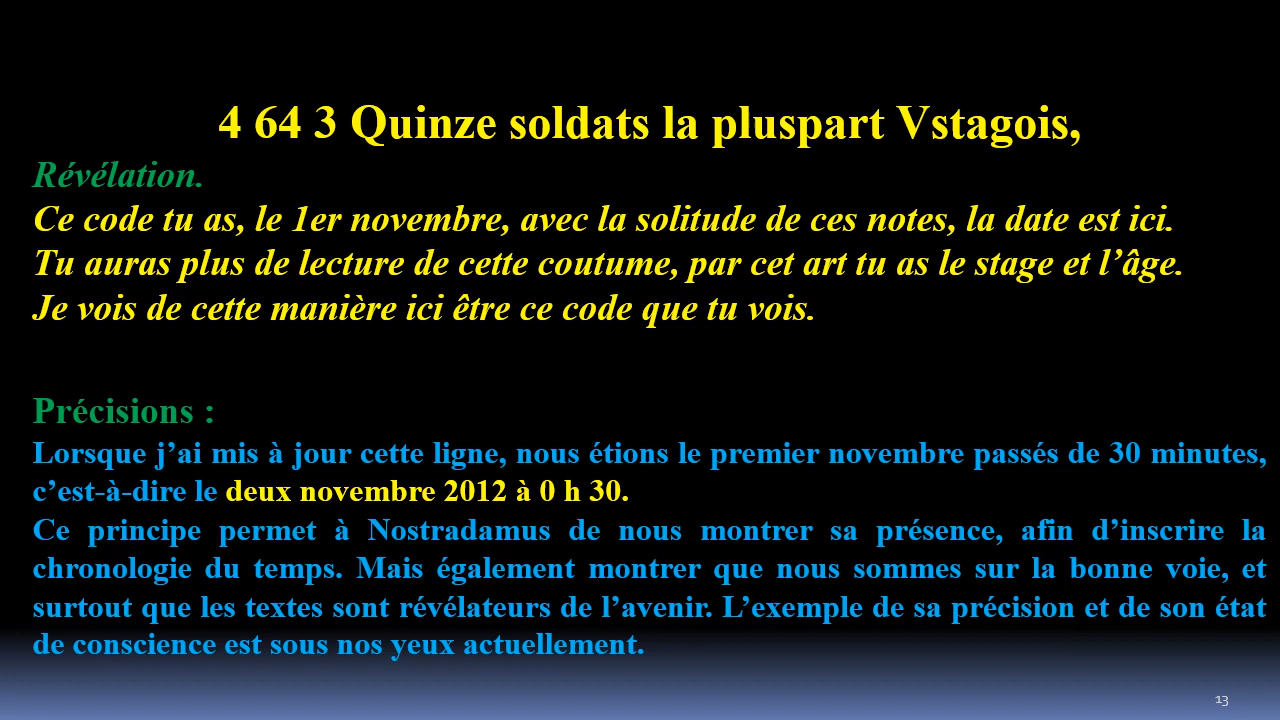 4 64 3 Quinze soldats la pluspart Vstagois,
Révélation.
Ce code tu as, le 1er novembre, avec la solitude de ces notes, la date est ici.
Tu auras plus de lecture de cette coutume, par cet art tu as le stage et l’âge.
Je vois de cette manière ici être ce code que tu vois.
Précisions :
Lorsque j’ai mis à jour cette ligne, nous étions le premier novembre passés de 30 minutes,
c’est-à-dire le deux novembre 2012 à 0 h 30.
Ce principe permet à Nostradamus de nous montrer sa présence, afin d’inscrire la
chronologie du temps. Mais également montrer que nous sommes sur la bonne voie, et
surtout que les textes sont révélateurs de l’avenir. L’exemple de sa précision et de son état
de conscience est sous nos yeux actuellement.
13